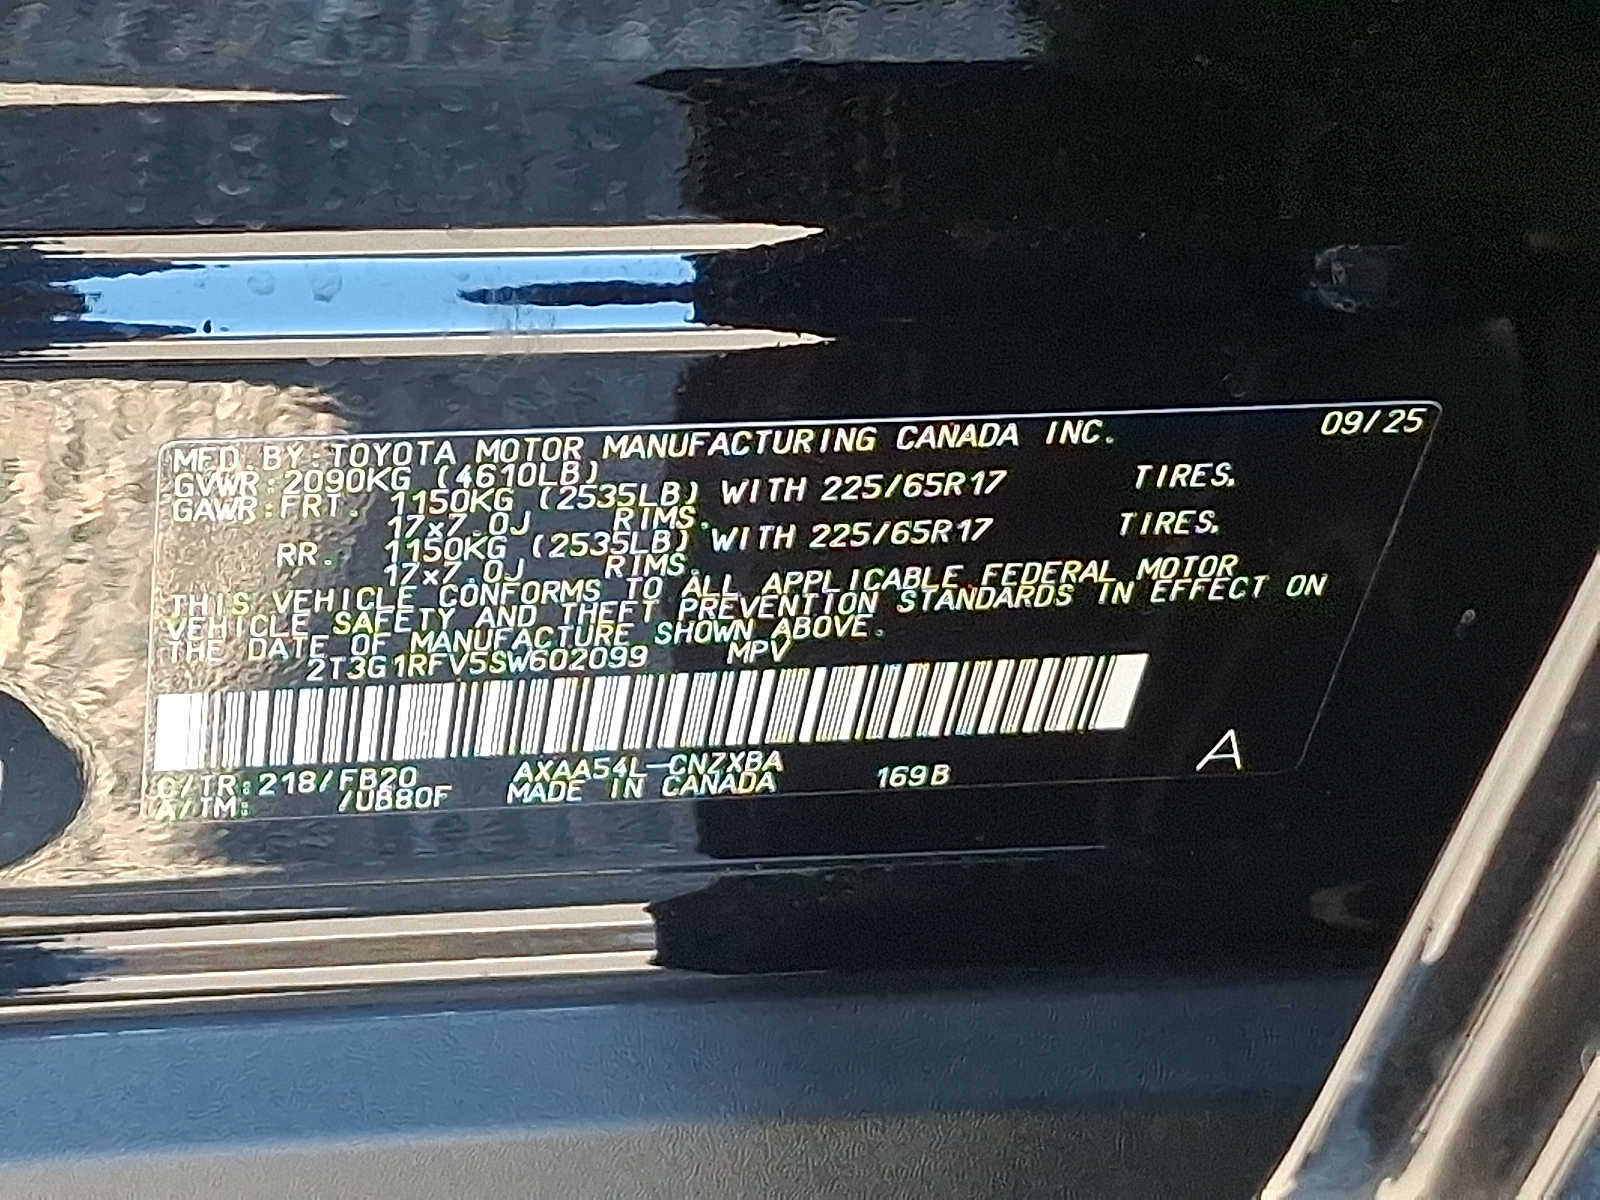 09/25
MFD. BY: TOYOTA MOTOR MANUFACTURING CANADA INC.
GVWR: 2090KG (4610LB)
GAWR: FRT. 1150KG (2535LB) WITH 225/65R17 TIRES.
17x7.0J RIMS.
RR. 1150KG (2535LB) WITH 225/65R17 TIRES.
17x7.0J RIMS.
THIS VEHICLE CONFORMS TO ALL APPLICABLE FEDERAL MOTOR
VEHICLE SAFETY AND THEFT PREVENTION STANDARDS IN EFFECT ON
THE DATE OF MANUFACTURE SHOWN ABOVE.
2T3G1RFV5SW602099 MPV
C/TR: 218/FB20 AXAA54L-CNZXBA 169B A
A/TM: /UB80F MADE IN CANADA